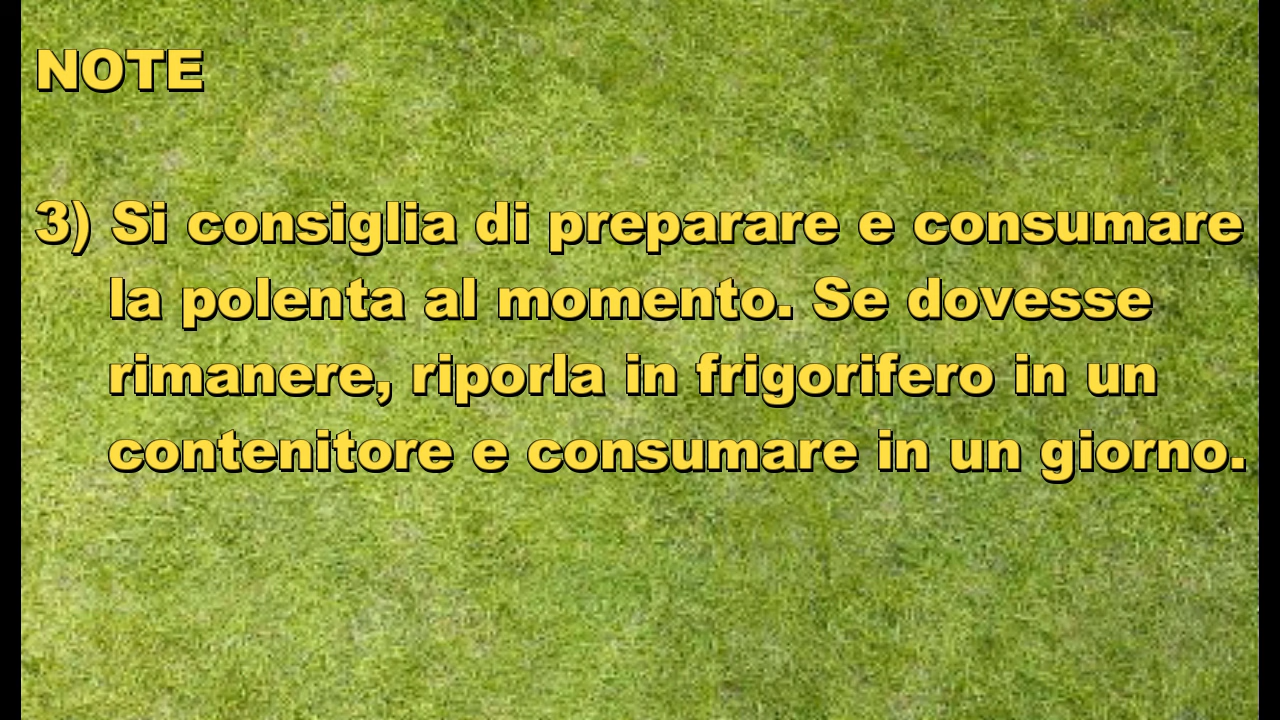 NOTE
3) Si consiglia di preparare e consumare
la polenta al momento. Se dovesse
rimanere, riporla in frigorifero in un
contenitore e consumare in un giorno.